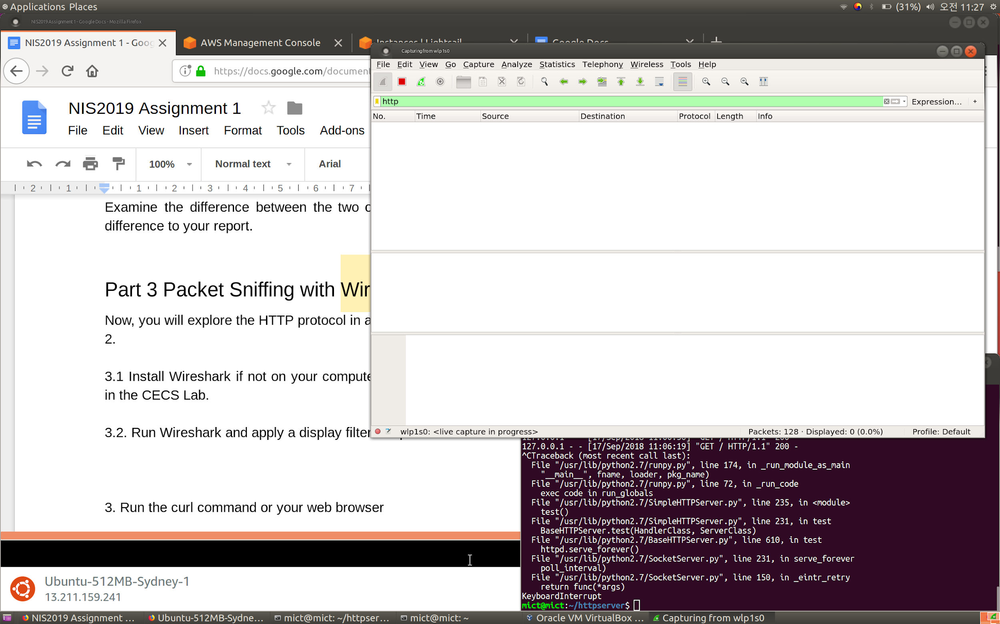 Applications Places
(31%) 오전 11:27
NIS2019 Assignment 1 - Google Docs - Mozilla Firefox
NIS2019 Assignment 1 - Goog
AWS Management Console
Instances | Lightsail
Google Docs
https://docs.google.com/document
NIS2019 Assignment 1
File Edit View Insert Format Tools Add-ons
100% Normal text Arial
2 1 1 2 3 4 5 6 7
Examine the difference between the two
difference to your report.
Part 3 Packet Sniffing with Wir
Now, you will explore the HTTP protocol in a
2.
3.1 Install Wireshark if not on your compute
in the CECS Lab.
3.2. Run Wireshark and apply a display filter
3. Run the curl command or your web browser
Ubuntu-512MB-Sydney-1
13.211.159.241
Capturing from wlp1s0
File Edit View Go Capture Analyze Statistics Telephony Wireless Tools Help
http
Expression… +
No. Time Source Destination Protocol Length Info
wlp1s0: <live capture in progress>
Packets: 128 · Displayed: 0 (0.0%)
Profile: Default
127.0.0.1 - - [17/Sep/2018 11:06:19] "GET / HTTP/1.1" 200 -
^CTraceback (most recent call last):
File "/usr/lib/python2.7/runpy.py", line 174, in _run_module_as_main
"__main__", fname, loader, pkg_name)
File "/usr/lib/python2.7/runpy.py", line 72, in _run_code
exec code in run_globals
File "/usr/lib/python2.7/SimpleHTTPServer.py", line 235, in <module>
test()
File "/usr/lib/python2.7/SimpleHTTPServer.py", line 231, in test
BaseHTTPServer.test(HandlerClass, ServerClass)
File "/usr/lib/python2.7/BaseHTTPServer.py", line 610, in test
httpd.serve_forever()
File "/usr/lib/python2.7/SocketServer.py", line 231, in serve_forever
poll_interval)
File "/usr/lib/python2.7/SocketServer.py", line 150, in _eintr_retry
return func(*args)
KeyboardInterrupt
mict@mict:~/httpserver$
NIS2019 Assignment ...
Ubuntu-512MB-Sydne...
mict@mict: ~/httpser...
mict@mict: ~
Oracle VM VirtualBox ...
Capturing from wlp1s0